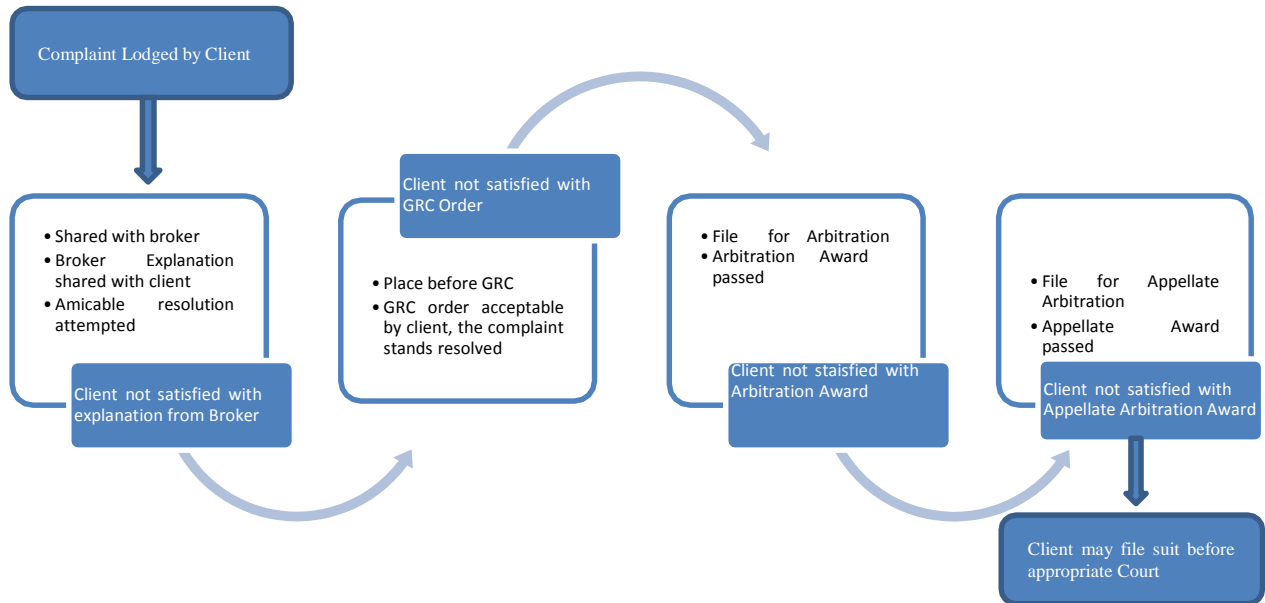 Complaint Lodged by Client
• Shared with broker
• Broker Explanation
shared with client
• Amicable resolution
attempted
Client not satisfied with
explanation from Broker
Client not satisfied with
GRC Order
• Place before GRC
• GRC order acceptable
by client, the complaint
stands resolved
• File for Arbitration
• Arbitration Award
passed
Client not staisfied with
Arbitration Award
• File for Appellate
Arbitration
• Appellate Award
passed
Client not satisfied with
Appellate Arbitration Award
Client may file suit before
appropriate Court